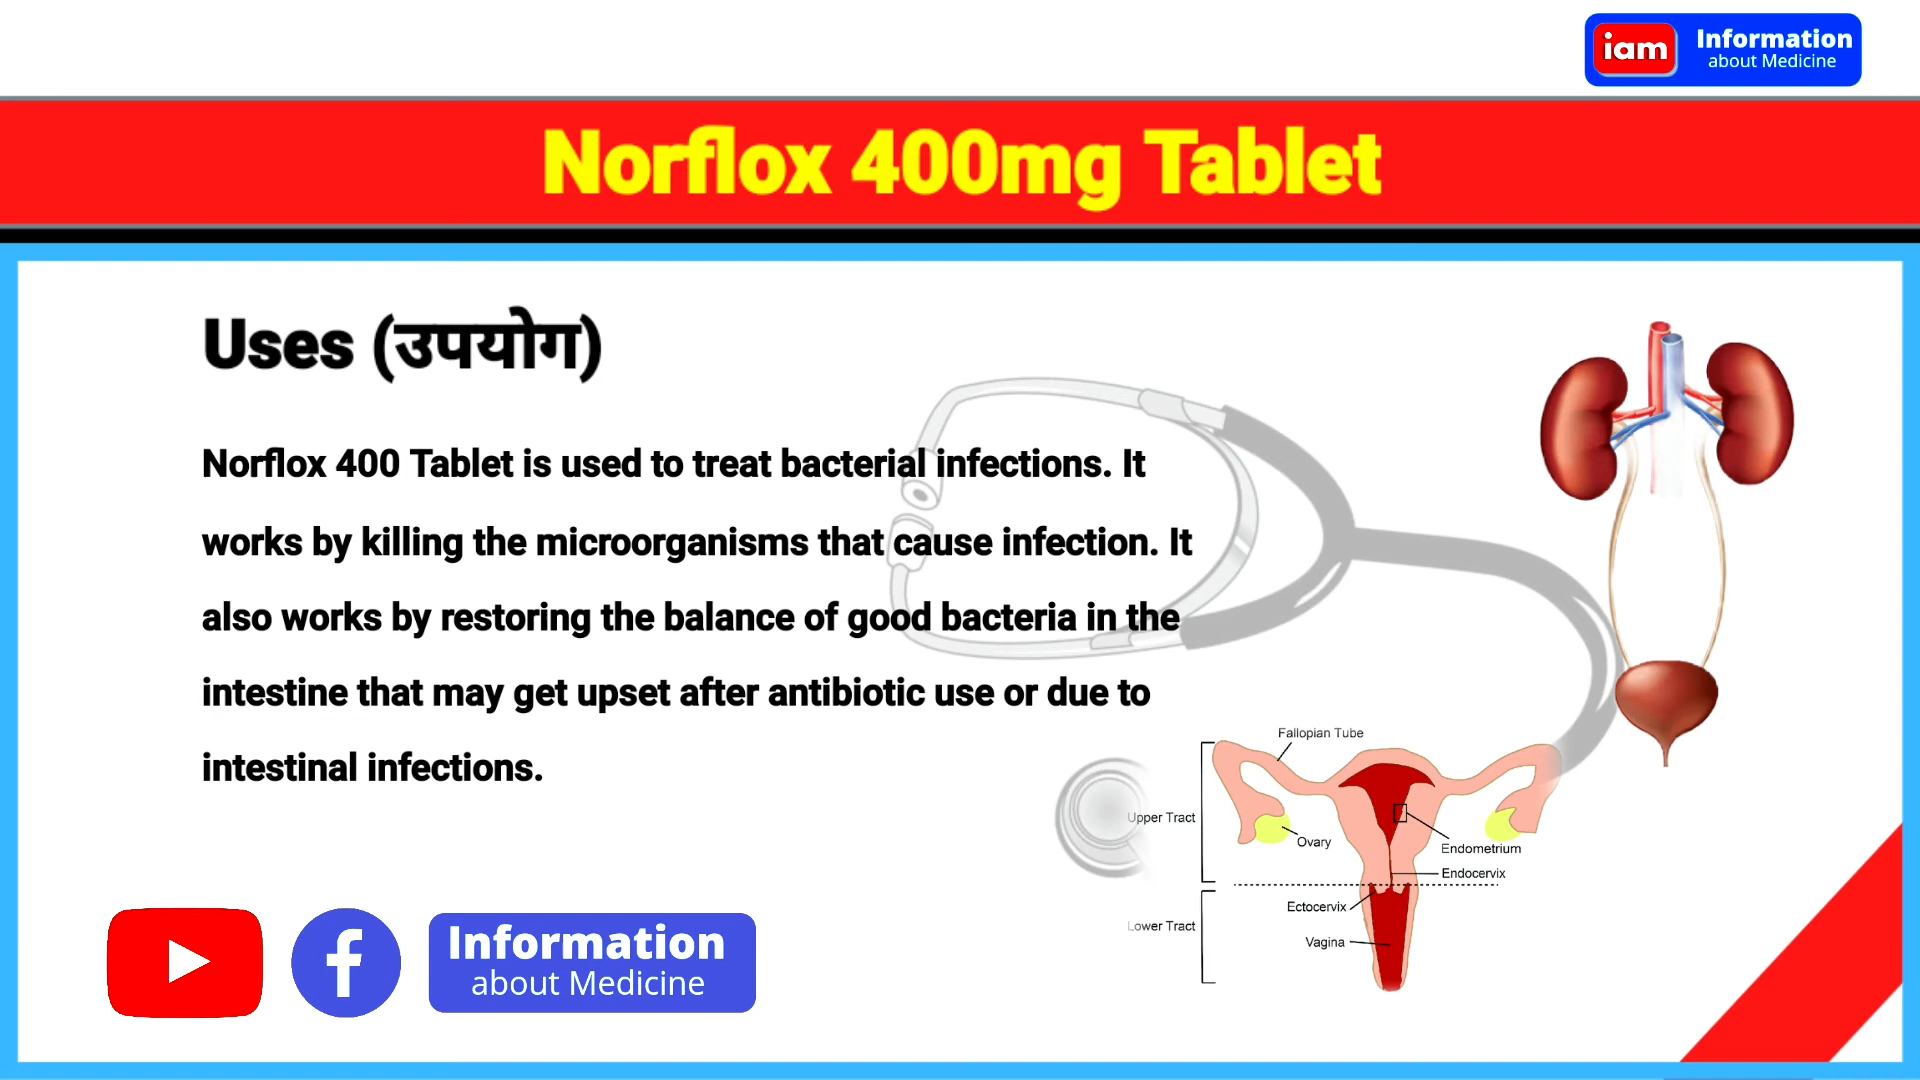 iam
Information
about Medicine
Norflox 400mg Tablet
Uses (उपयोग)
Norflox 400 Tablet is used to treat bacterial infections. It
works by killing the microorganisms that cause infection. It
also works by restoring the balance of good bacteria in the
intestine that may get upset after antibiotic use or due to
intestinal infections.
Fallopian Tube
Upper Tract
Ovary
Endometrium
Endocervix
Ectocervix
Lower Tract
Vagina
Information
about Medicine